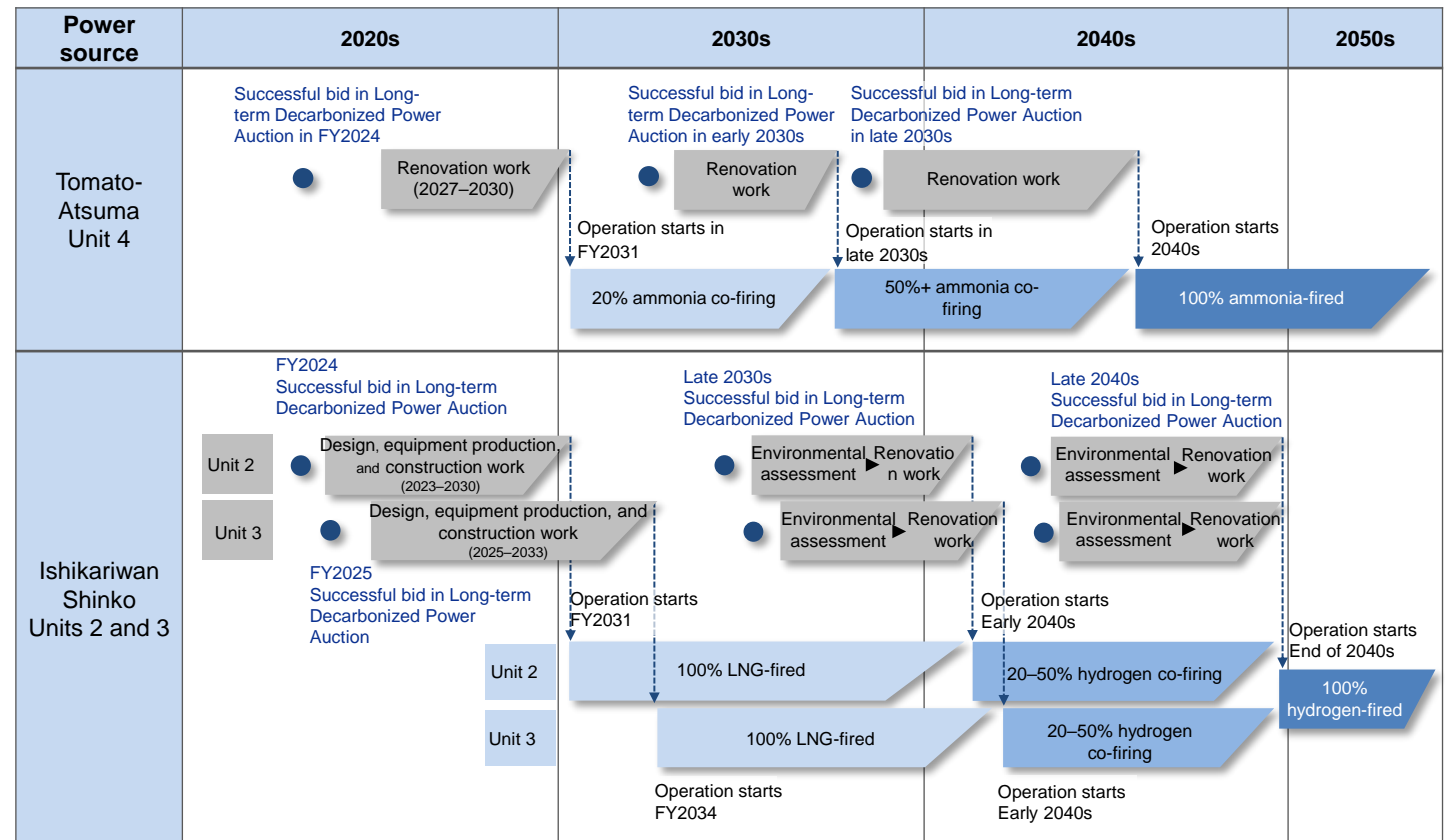 Power
source
2020s
2030s
2040s
2050s
Tomato-
Atsuma
Unit 4
Successful bid in Long-
term Decarbonized Power
Auction in FY2024
Successful bid in Long-
term Decarbonized Power
Auction in early 2030s
Successful bid in Long-term
Decarbonized Power Auction
in late 2030s
Renovation work
(2027–2030)
Renovation
work
Renovation work
Operation starts in
FY2031
Operation starts in
late 2030s
Operation starts
2040s
20% ammonia co-firing
50%+ ammonia co-
firing
100% ammonia-fired
Ishikariwan
Shinko
Units 2 and 3
FY2024
Successful bid in Long-term
Decarbonized Power Auction
Late 2030s
Successful bid in Long-term
Decarbonized Power Auction
Late 2040s
Successful bid in Long-term
Decarbonized Power Auction
Unit 2
Design, equipment production,
and construction work
(2023–2030)
Environmental
assessment
Renovatio
n work
Environmental
assessment
Renovation
work
Unit 3
Design, equipment production, and
construction work
(2025–2033)
Environmental
assessment
Renovation
work
Environmental
assessment
Renovation
work
FY2025
Successful bid in Long-term
Decarbonized Power
Auction
Operation starts
FY2031
Operation starts
Early 2040s
Operation starts
End of 2040s
Unit 2
100% LNG-fired
20–50% hydrogen co-firing
100%
hydrogen-fired
Unit 3
100% LNG-fired
20–50% hydrogen
co-firing
Operation starts
FY2034
Operation starts
Early 2040s